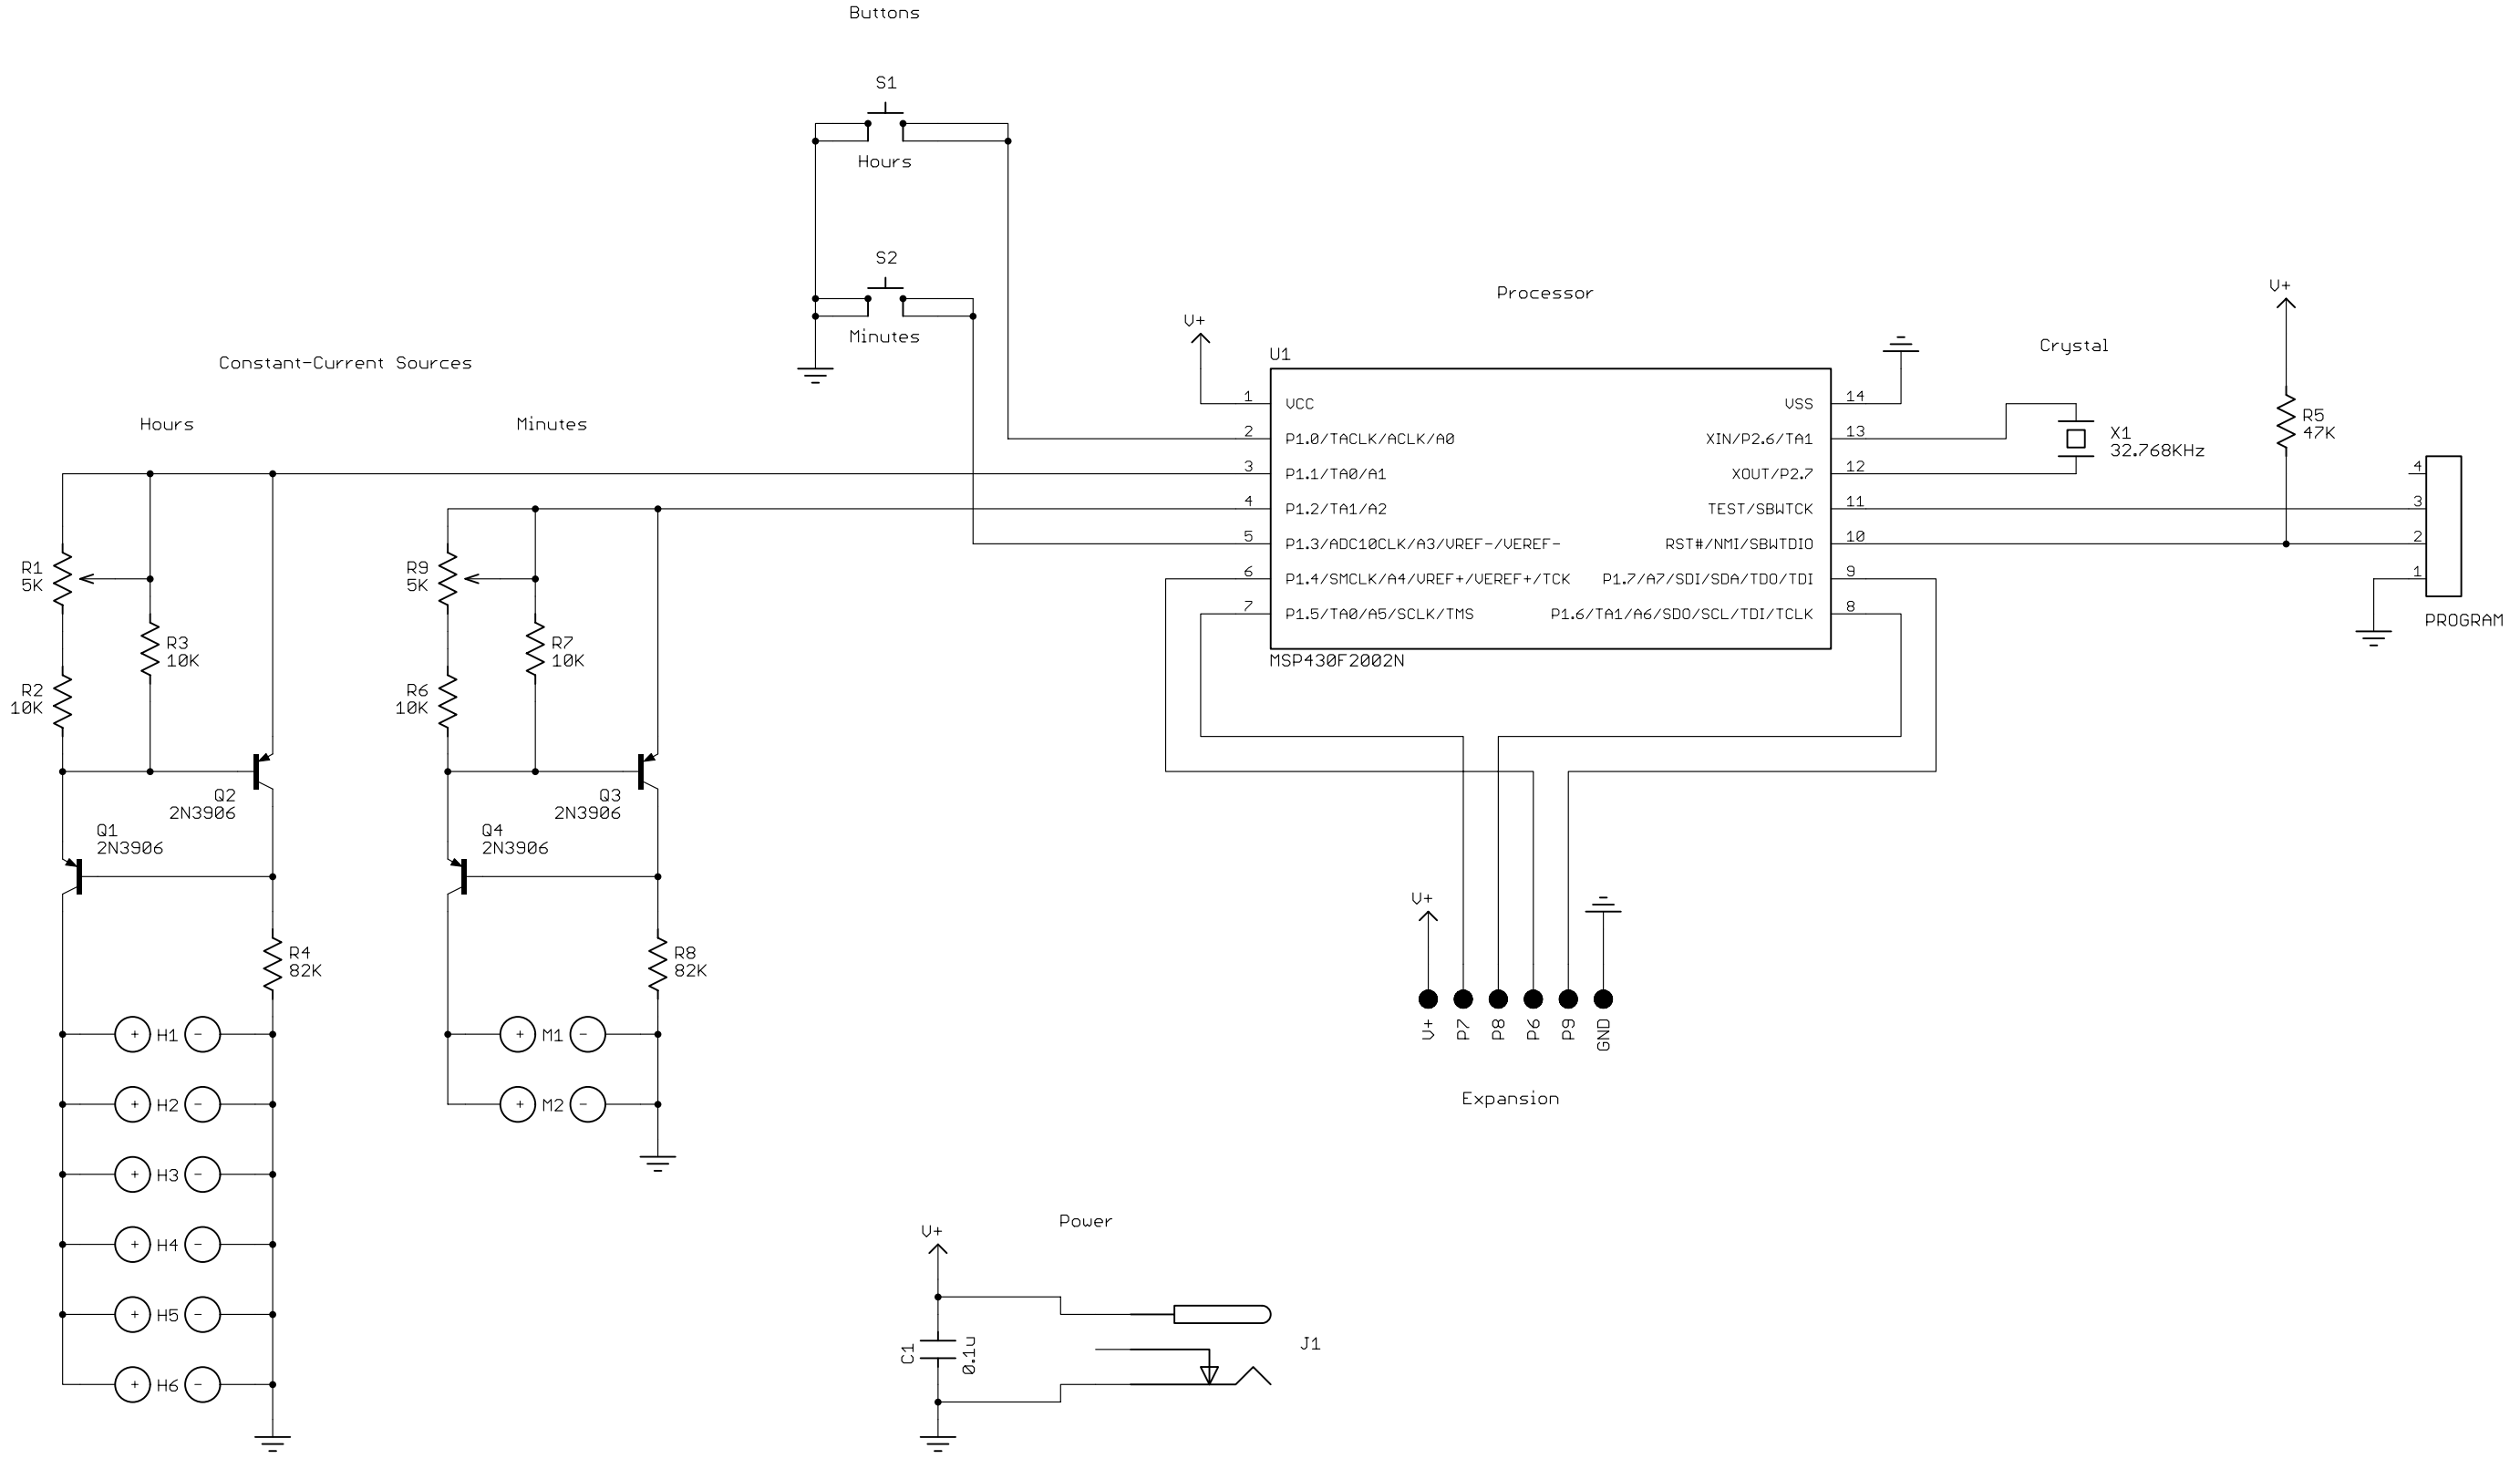 Buttons
S1
Hours
S2
Minutes
Constant-Current Sources
Hours
Minutes
R1
5K
R3
10K
R2
10K
Q2
2N3906
Q1
2N3906
R4
82K
+ H1 -
+ H2 -
+ H3 -
+ H4 -
+ H5 -
+ H6 -
R9
5K
R7
10K
R6
10K
Q3
2N3906
Q4
2N3906
R8
82K
+ M1 -
+ M2 -
Processor
V+
U1
1 VCC
2 P1.0/TACLK/ACLK/A0
3 P1.1/TA0/A1
4 P1.2/TA1/A2
5 P1.3/ADC10CLK/A3/VREF-/VEREF-
6 P1.4/SMCLK/A4/VREF+/VEREF+/TCK
7 P1.5/TA0/A5/SCLK/TMS
VSS 14
XIN/P2.6/TA1 13
XOUT/P2.7 12
TEST/SBWTCK 11
RST#/NMI/SBWTDIO 10
P1.7/A7/SDI/SDA/TDO/TDI 9
P1.6/TA1/A6/SDO/SCL/TDI/TCLK 8
MSP430F2002N
Crystal
X1
32.768KHz
V+
R5
47K
4
3
2
1
PROGRAM
V+
V+
P7
P8
P6
P9
GND
Expansion
Power
V+
C1
0.1u
J1